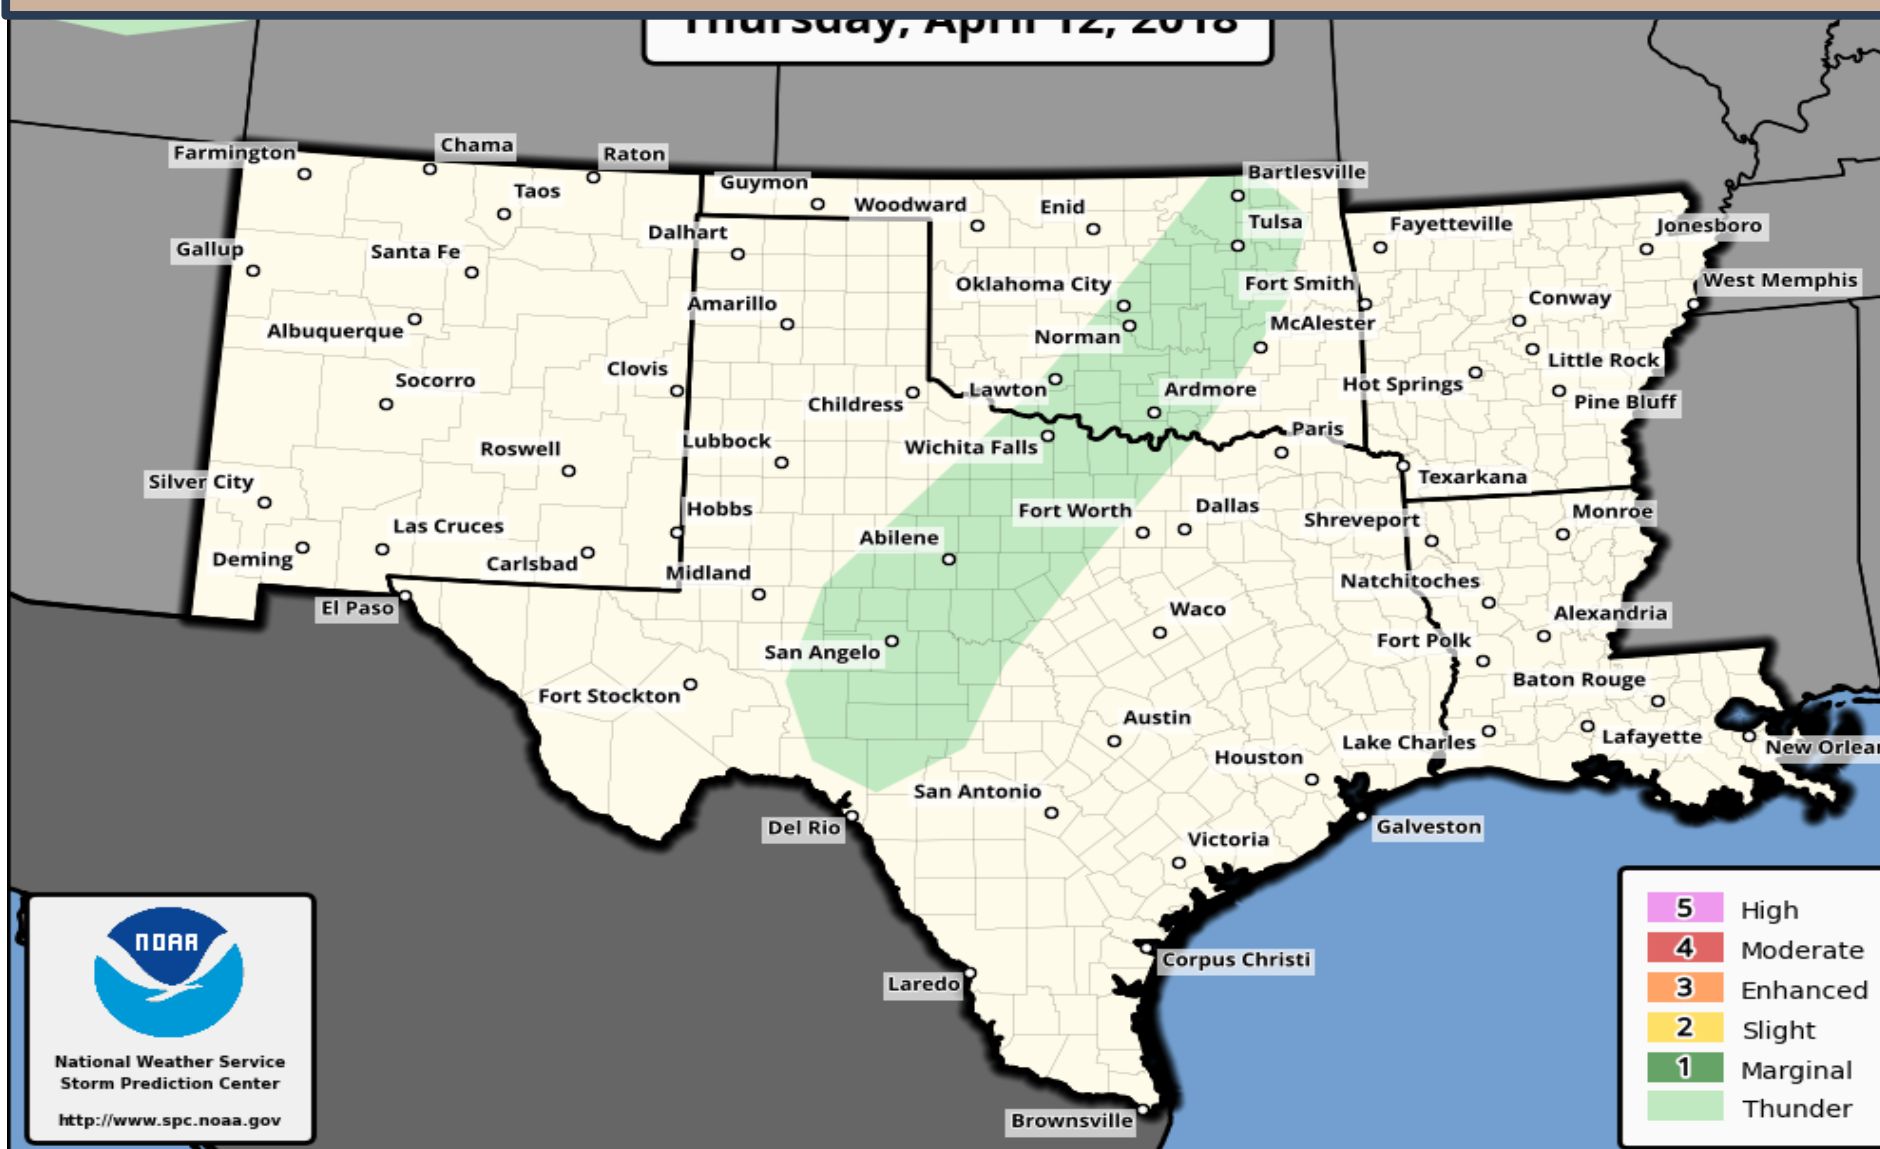 Thursday, April 12, 2018
Farmington
Chama
Raton
Taos
Guymon
Woodward
Enid
Bartlesville
Tulsa
Fayetteville
Jonesboro
Gallup
Santa Fe
Dalhart
Oklahoma City
Fort Smith
West Memphis
Amarillo
Conway
Albuquerque
Norman
McAlester
Little Rock
Socorro
Clovis
Childress
Lawton
Ardmore
Hot Springs
Pine Bluff
Roswell
Lubbock
Wichita Falls
Paris
Texarkana
Silver City
Las Cruces
Hobbs
Fort Worth
Dallas
Shreveport
Monroe
Deming
Carlsbad
Midland
Abilene
Natchitoches
El Paso
Waco
Alexandria
San Angelo
Fort Polk
Fort Stockton
Baton Rouge
Austin
Lake Charles
Lafayette
Houston
San Antonio
Del Rio
Galveston
Victoria
Corpus Christi
Laredo
Brownsville
NOAA
National Weather Service
Storm Prediction Center
http://www.spc.noaa.gov
5 High
4 Moderate
3 Enhanced
2 Slight
1 Marginal
Thunder
New Orlean